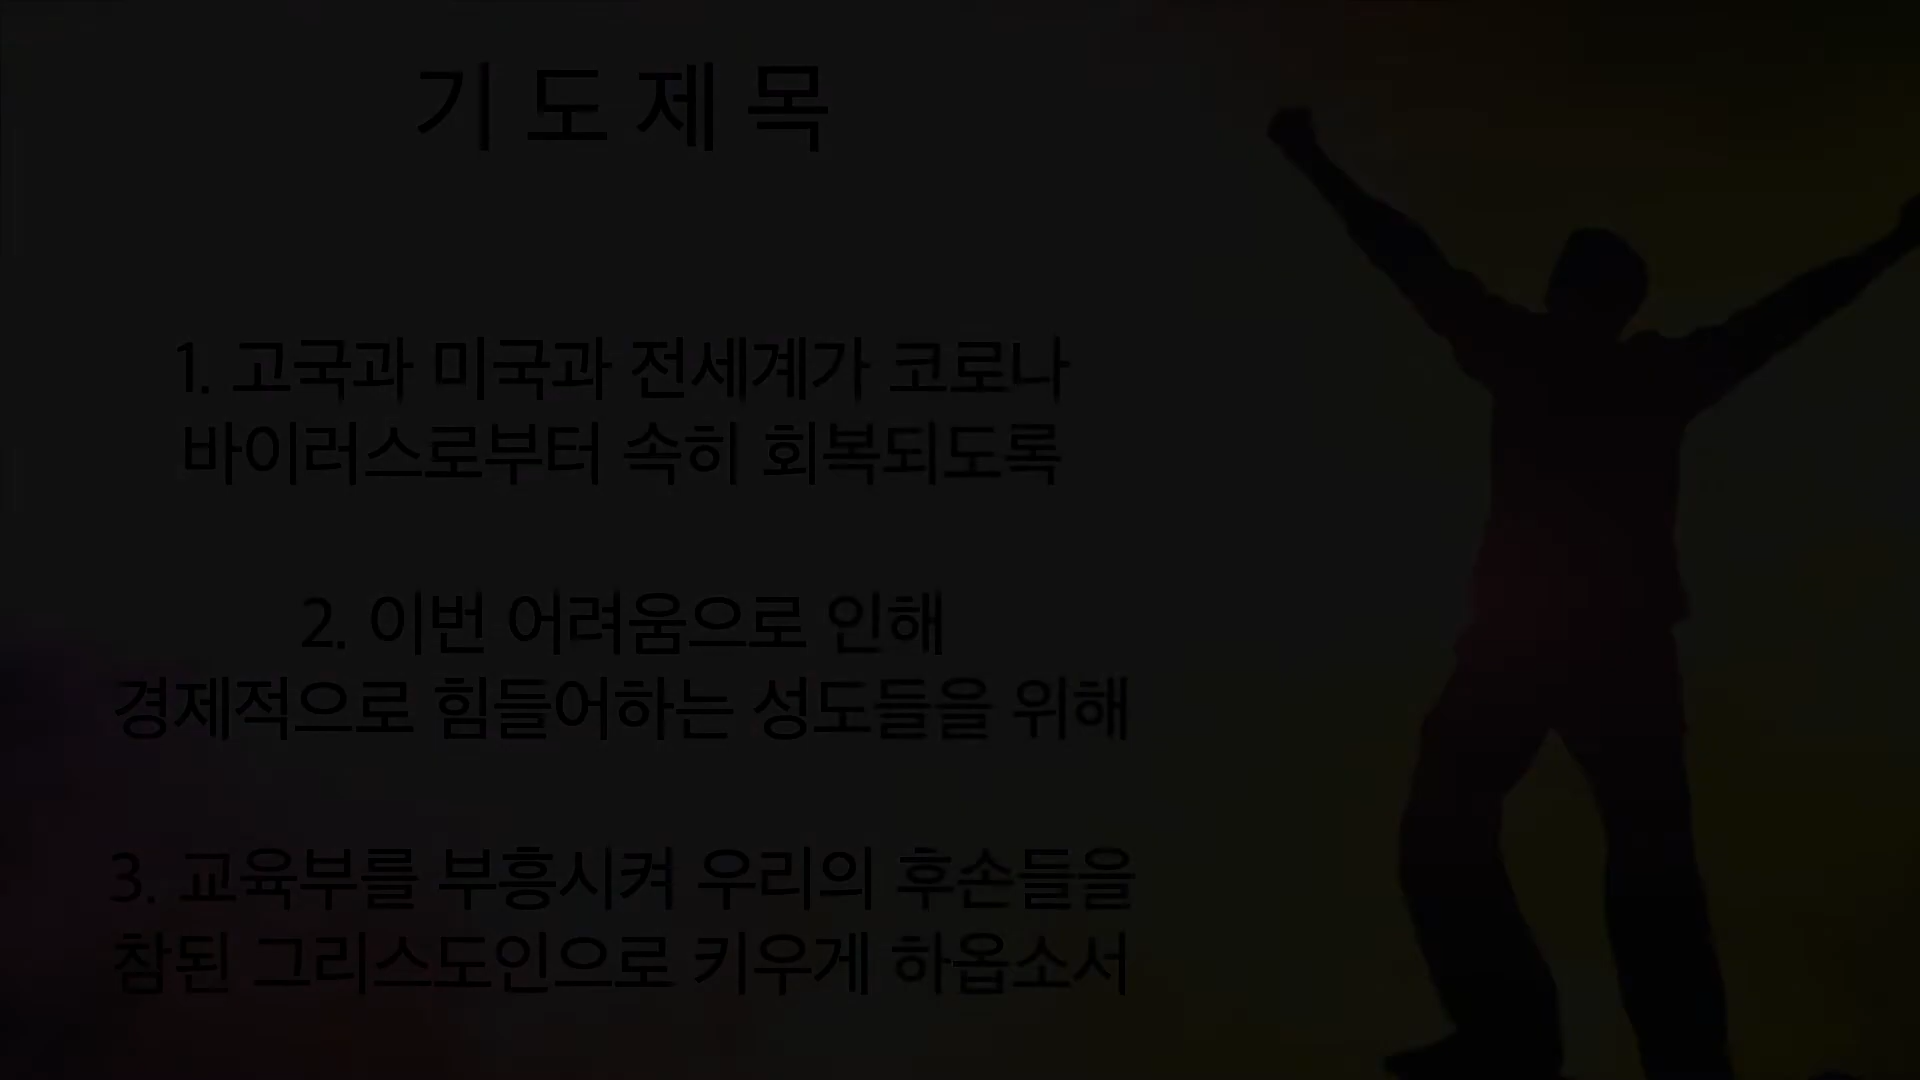 기도제목
1. 고국과 미국과 전세계가 코로나
바이러스로부터 속히 회복되도록
2. 이번 어려움으로 인해
경제적으로 힘들어하는 성도들을 위해
3. 교육부를 부흥시켜 우리의 후손들을
참된 그리스도인으로 키우게 하옵소서